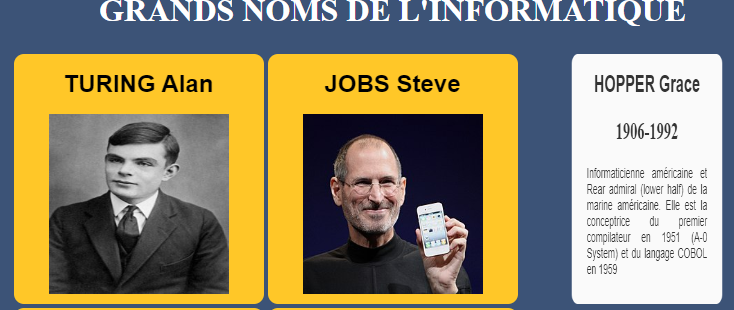 GRANDS NOMS DE L'INFORMATIQUE
TURING Alan
JOBS Steve
HOPPER Grace
1906-1992
Informaticienne américaine et
Rear admiral (lower half) de la
marine américaine. Elle est la
conceptrice du premier
compilateur en 1951 (A-0
System) et du langage COBOL
en 1959